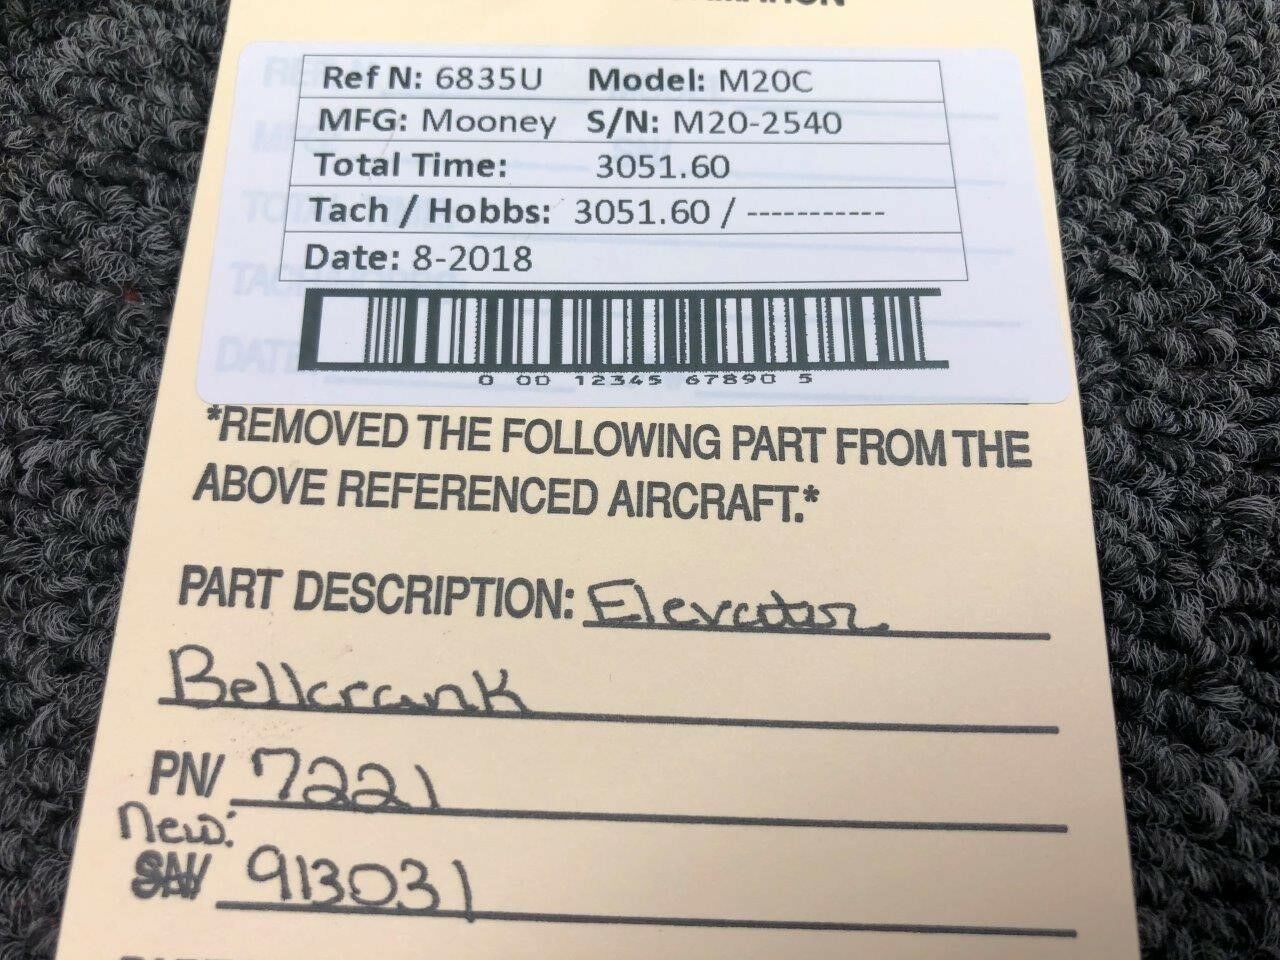 Ref N: 6835U Model: M20C
MFG: Mooney S/N: M20-2540
Total Time: 3051.60
Tach / Hobbs: 3051.60 / -----------
Date: 8-2018
0 00 12345 67890 5
*REMOVED THE FOLLOWING PART FROM THE
ABOVE REFERENCED AIRCRAFT.*
PART DESCRIPTION: Elevator
Bellcrank
PN/ 7221
New:
S/N/ 913031